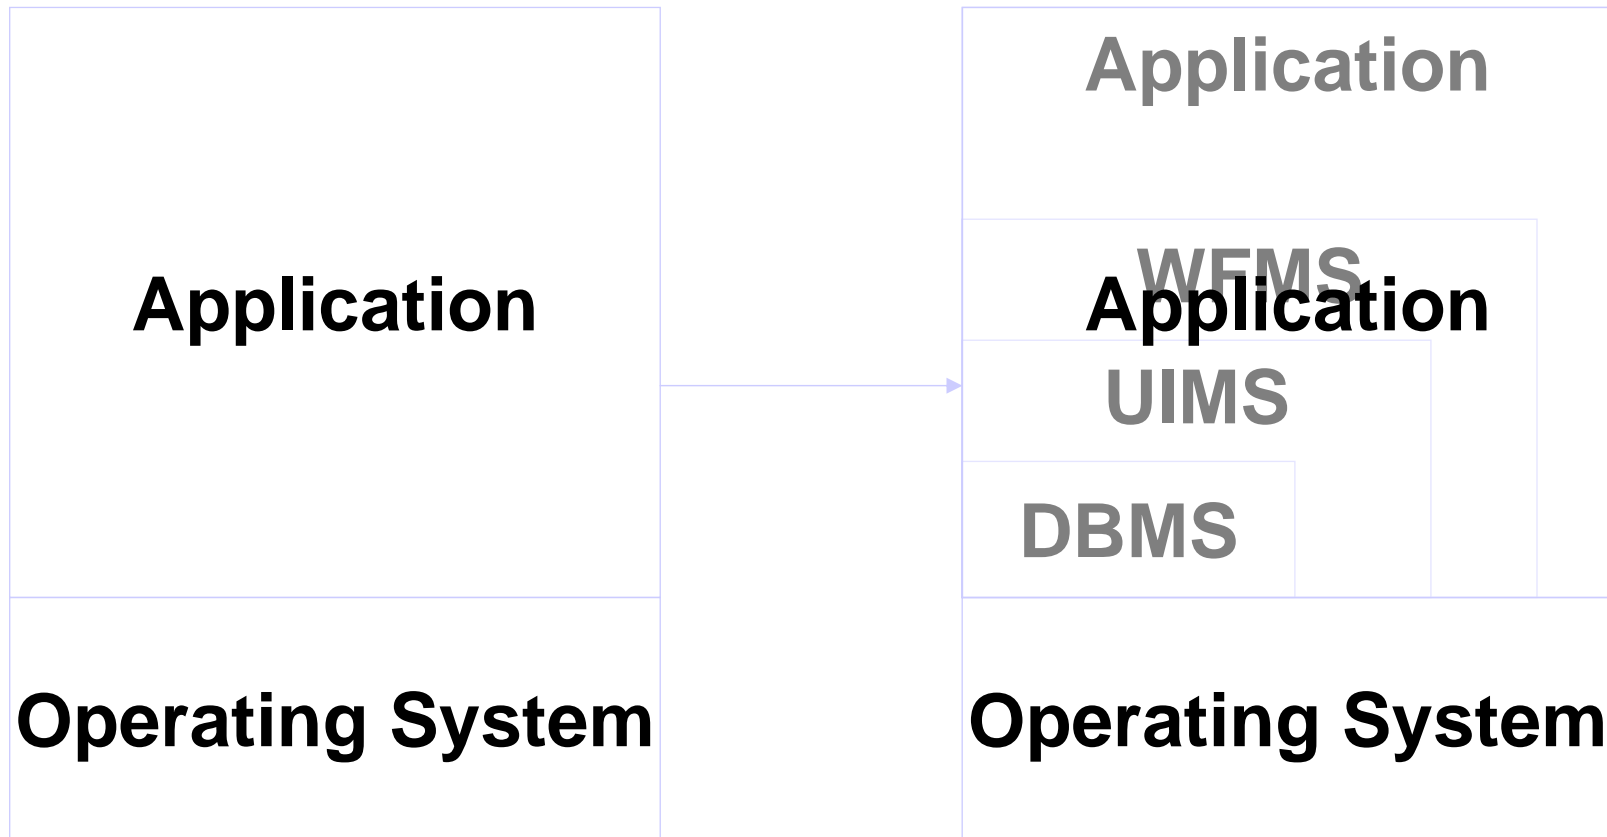 Application
Operating System
Application
WFMS
Application
UIMS
DBMS
Operating System